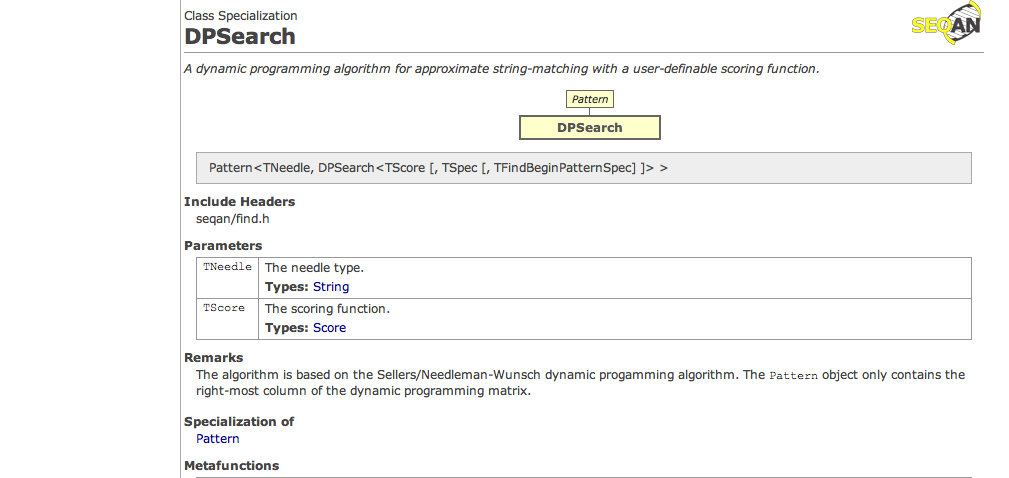 Class Specialization
DPSearch
SEQAN
A dynamic programming algorithm for approximate string-matching with a user-definable scoring function.
Pattern
DPSearch
Pattern<TNeedle, DPSearch<TScore [, TSpec [, TFindBeginPatternSpec] ]> >
Include Headers
seqan/find.h
Parameters
TNeedle The needle type.
Types: String
TScore The scoring function.
Types: Score
Remarks
The algorithm is based on the Sellers/Needleman-Wunsch dynamic progamming algorithm. The Pattern object only contains the
right-most column of the dynamic programming matrix.
Specialization of
Pattern
Metafunctions